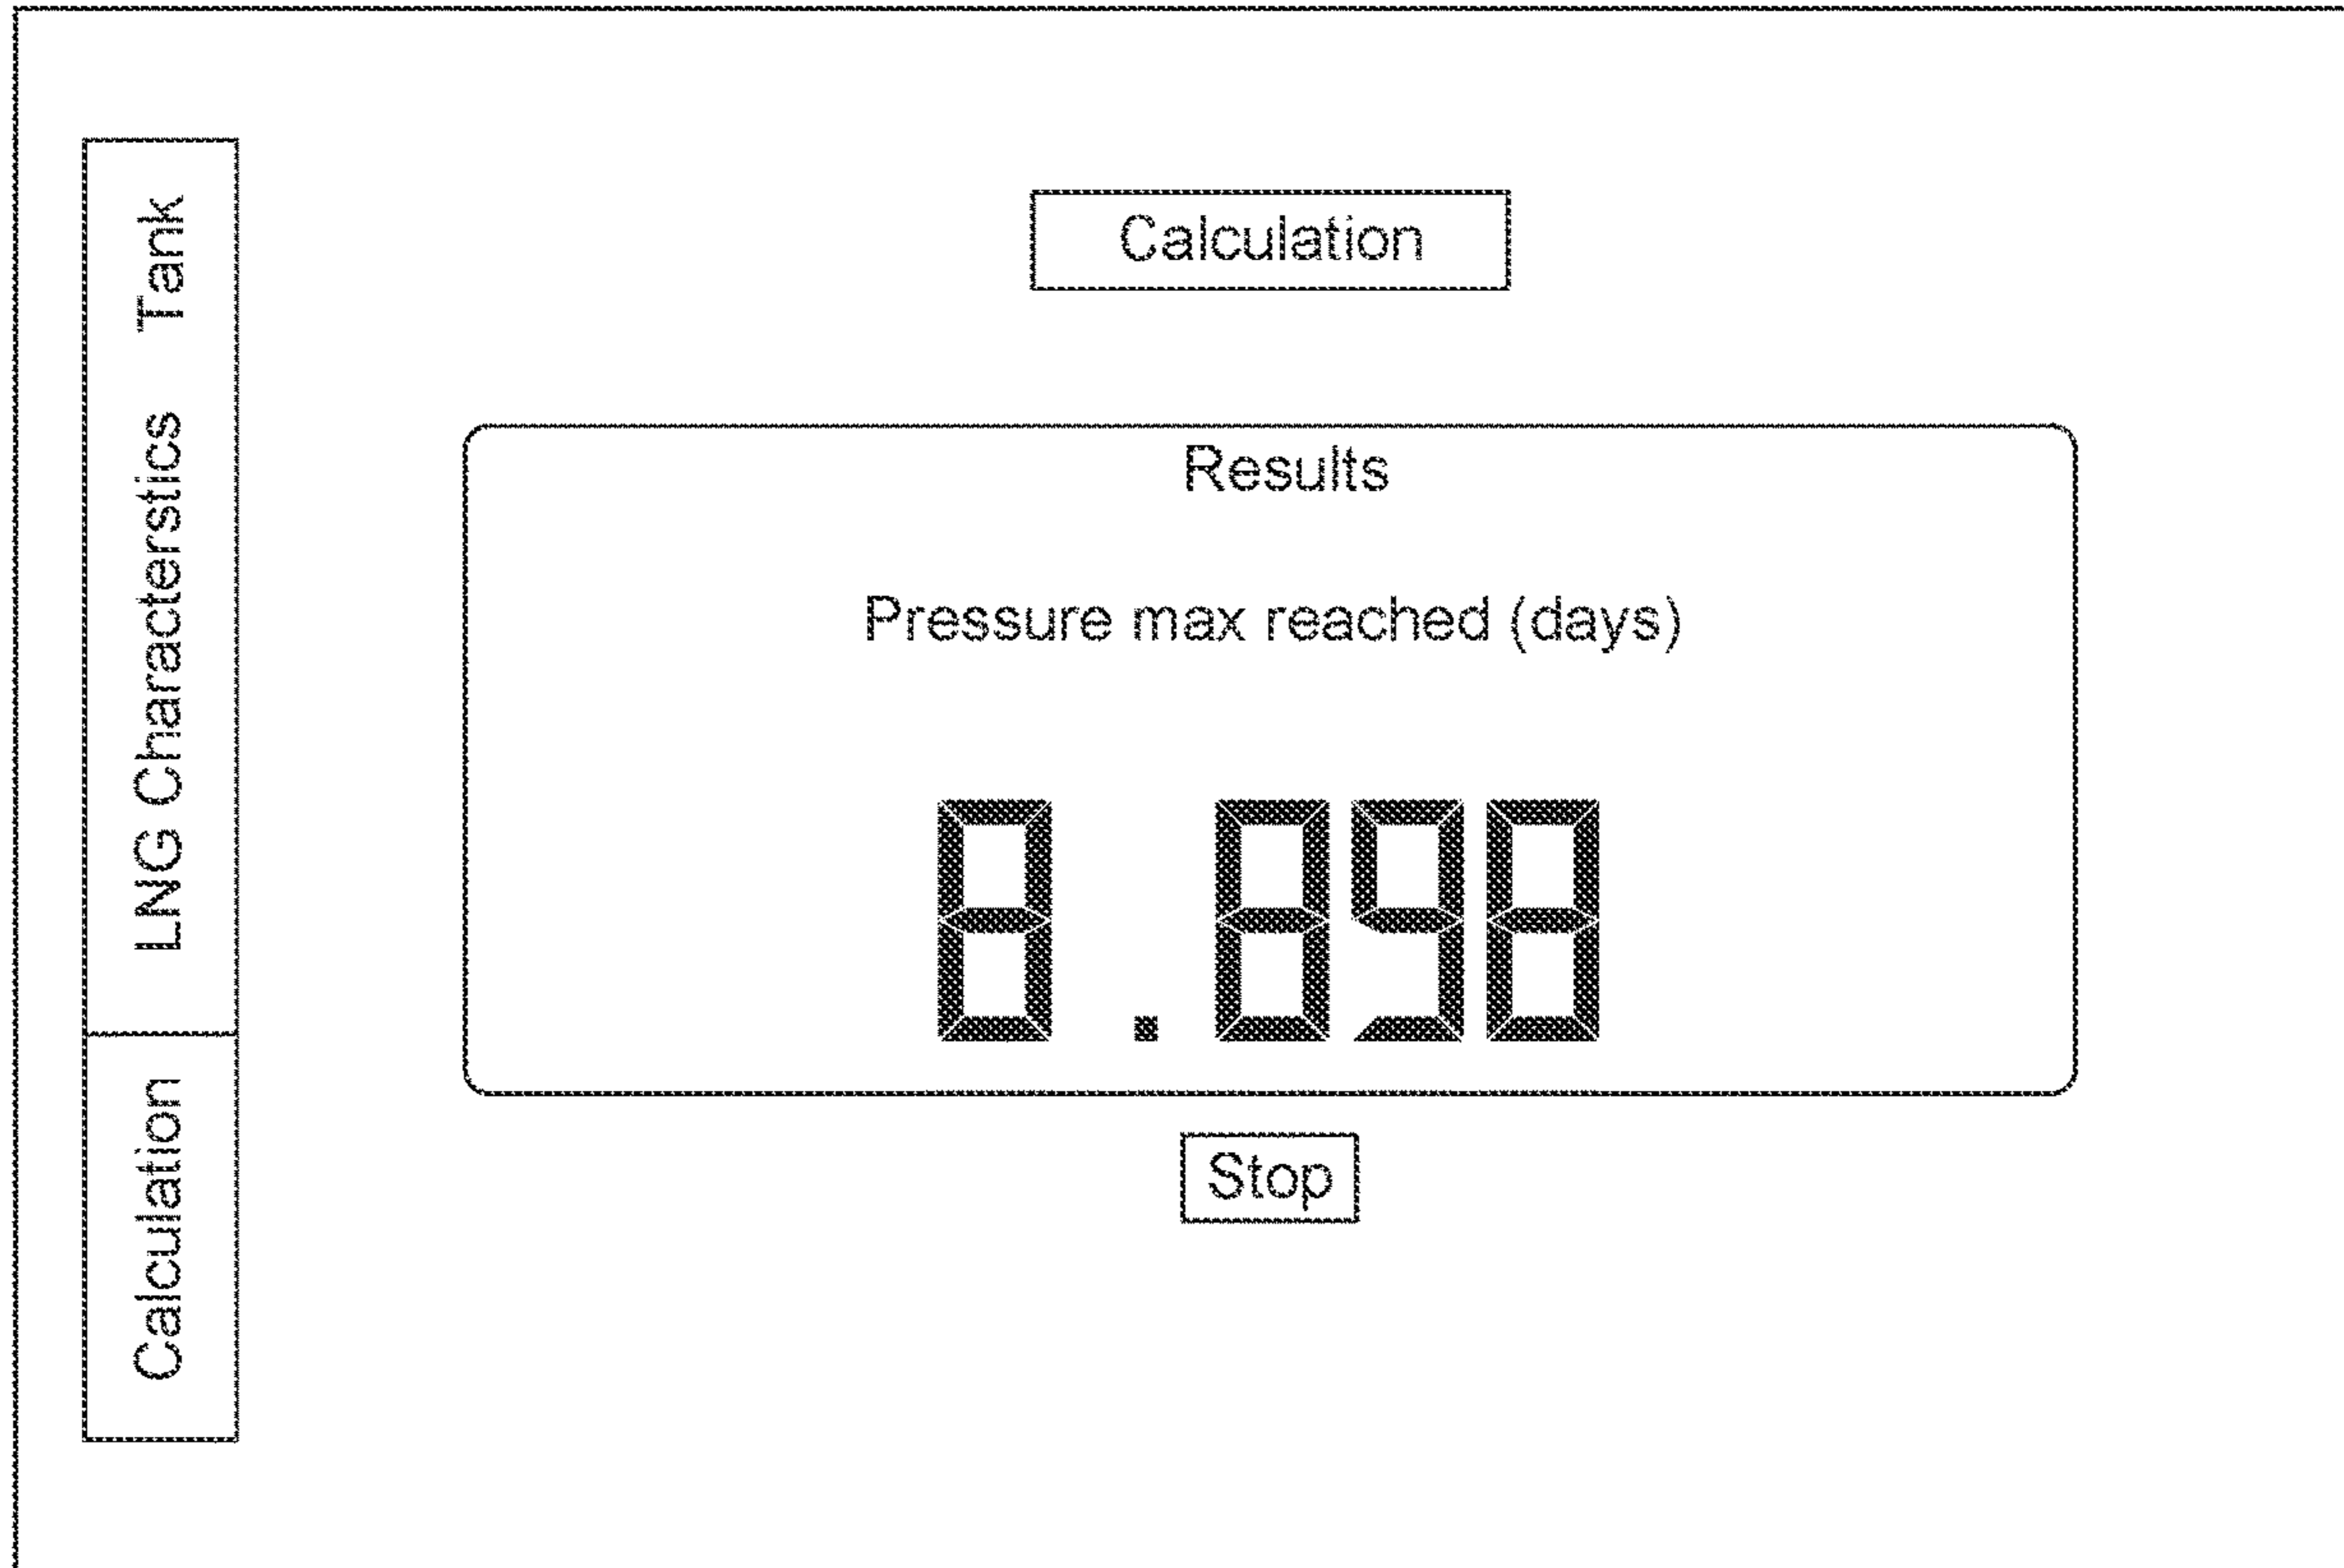 Tank
LNG Characterstics
Calculation
Calculation
Results
Pressure max reached (days)
8.898
Stop